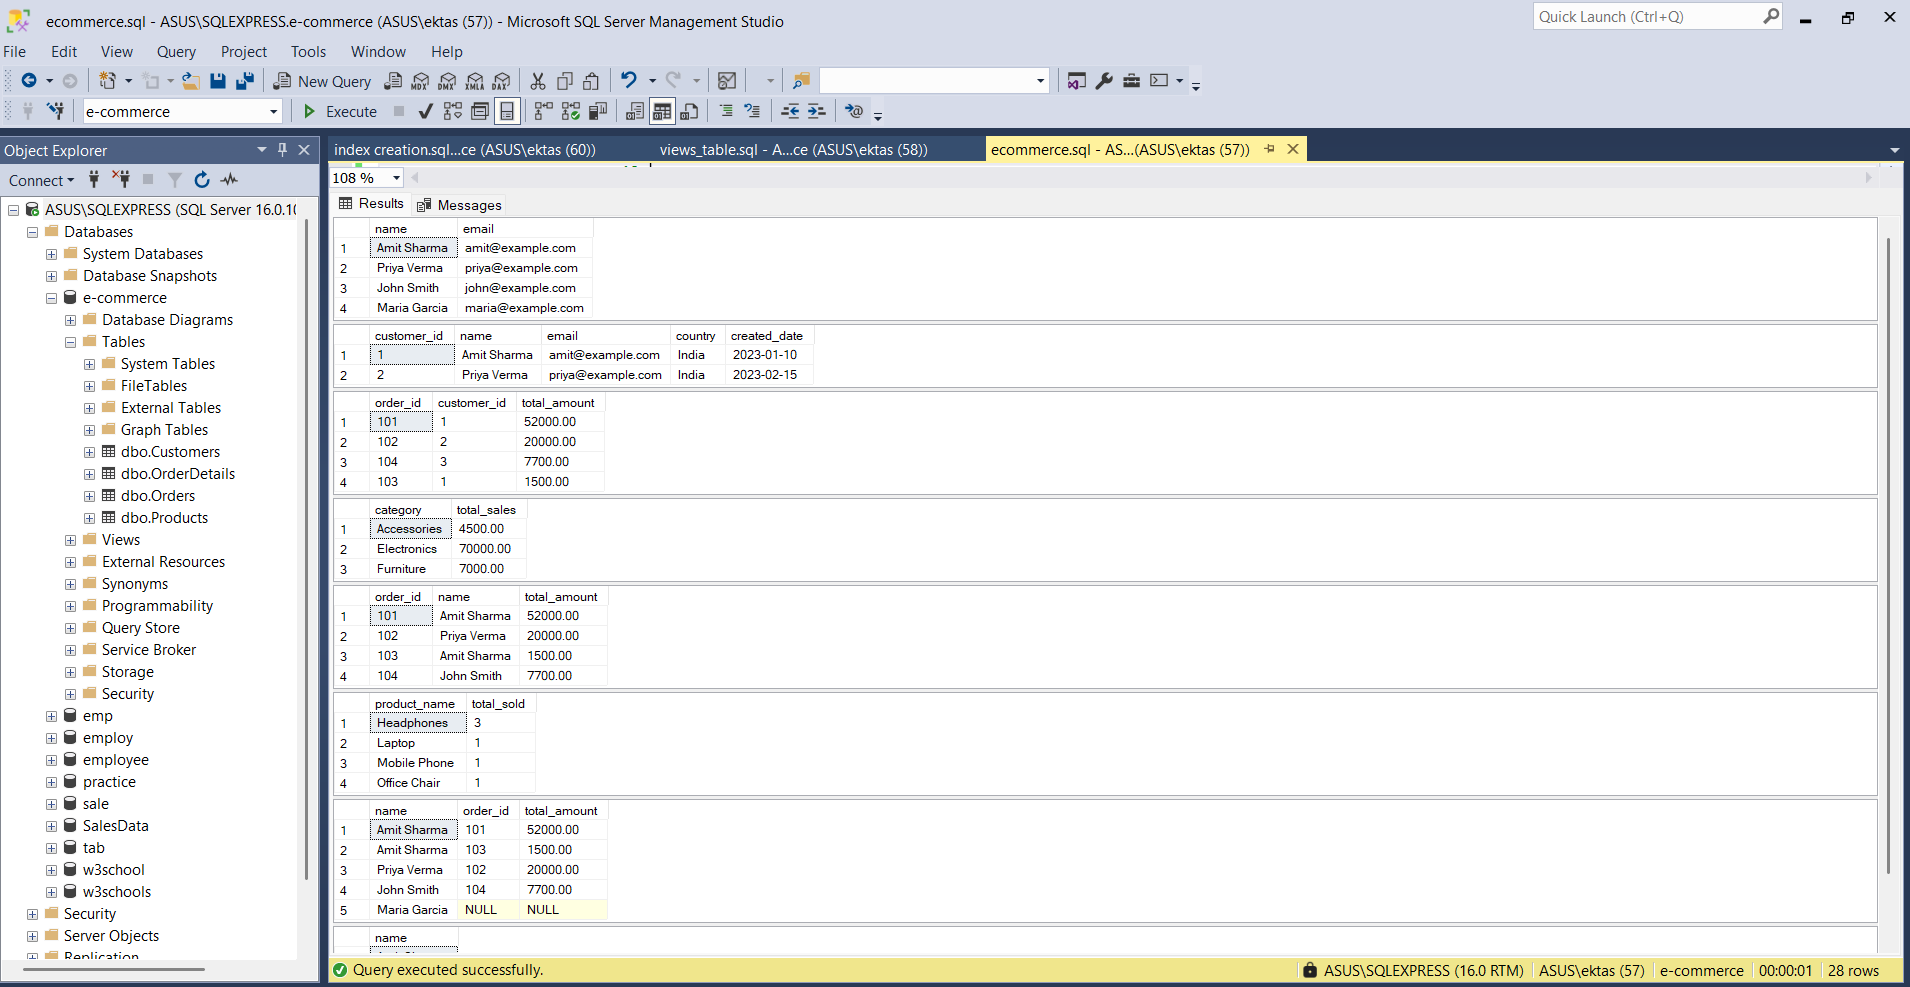 ecommerce.sql - ASUS\SQLEXPRESS.e-commerce (ASUS\ektas (57)) - Microsoft SQL Server Management Studio
Quick Launch (Ctrl+Q)
File Edit View Query Project Tools Window Help
New Query MDX DMX XMLA DAX
e-commerce Execute
Object Explorer
Connect
ASUS\SQLEXPRESS (SQL Server 16.0.10
Databases
System Databases
Database Snapshots
e-commerce
Database Diagrams
Tables
System Tables
FileTables
External Tables
Graph Tables
dbo.Customers
dbo.OrderDetails
dbo.Orders
dbo.Products
Views
External Resources
Synonyms
Programmability
Query Store
Service Broker
Storage
Security
emp
employ
employee
practice
sale
SalesData
tab
w3school
w3schools
Security
Server Objects
Replication
index creation.sql...ce (ASUS\ektas (60)) views_table.sql - A...ce (ASUS\ektas (58)) ecommerce.sql - AS...(ASUS\ektas (57))
108 %
Results Messages
name email
1 Amit Sharma amit@example.com
2 Priya Verma priya@example.com
3 John Smith john@example.com
4 Maria Garcia maria@example.com
customer_id name email country created_date
1 1 Amit Sharma amit@example.com India 2023-01-10
2 2 Priya Verma priya@example.com India 2023-02-15
order_id customer_id total_amount
1 101 1 52000.00
2 102 2 20000.00
3 104 3 7700.00
4 103 1 1500.00
category total_sales
1 Accessories 4500.00
2 Electronics 70000.00
3 Furniture 7000.00
order_id name total_amount
1 101 Amit Sharma 52000.00
2 102 Priya Verma 20000.00
3 103 Amit Sharma 1500.00
4 104 John Smith 7700.00
product_name total_sold
1 Headphones 3
2 Laptop 1
3 Mobile Phone 1
4 Office Chair 1
name order_id total_amount
1 Amit Sharma 101 52000.00
2 Amit Sharma 103 1500.00
3 Priya Verma 102 20000.00
4 John Smith 104 7700.00
5 Maria Garcia NULL NULL
name
Query executed successfully.
ASUS\SQLEXPRESS (16.0 RTM) ASUS\ektas (57) e-commerce 00:00:01 28 rows